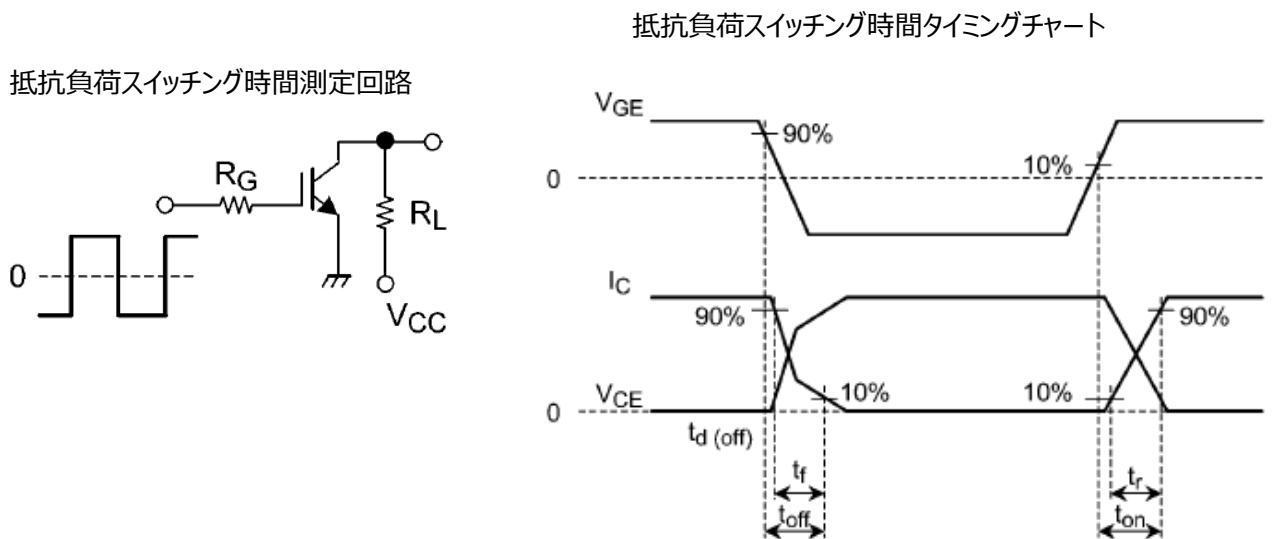 抵抗負荷スイッチング時間タイミングチャート
抵抗負荷スイッチング時間測定回路
RG
RL
0
VCC
VGE
90%
10%
0
IC
90%
90%
VCE
10%
10%
0
td (off)
tf
tr
toff
ton